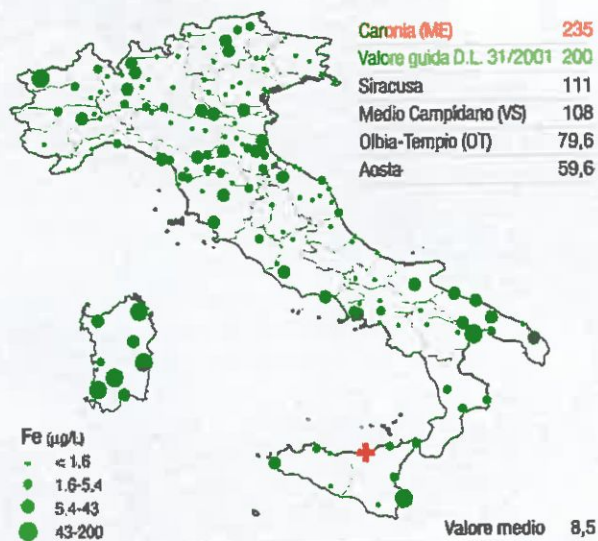 Caronia (ME) 235
Valore guida D.L. 31/2001 200
Siracusa 111
Medio Campidano (VS) 108
Olbia-Tempio (OT) 79,6
Aosta 59,6
Fe (µg/L)
< 1.6
1.6-5.4
5.4-43
43-200
Valore medio 8,5